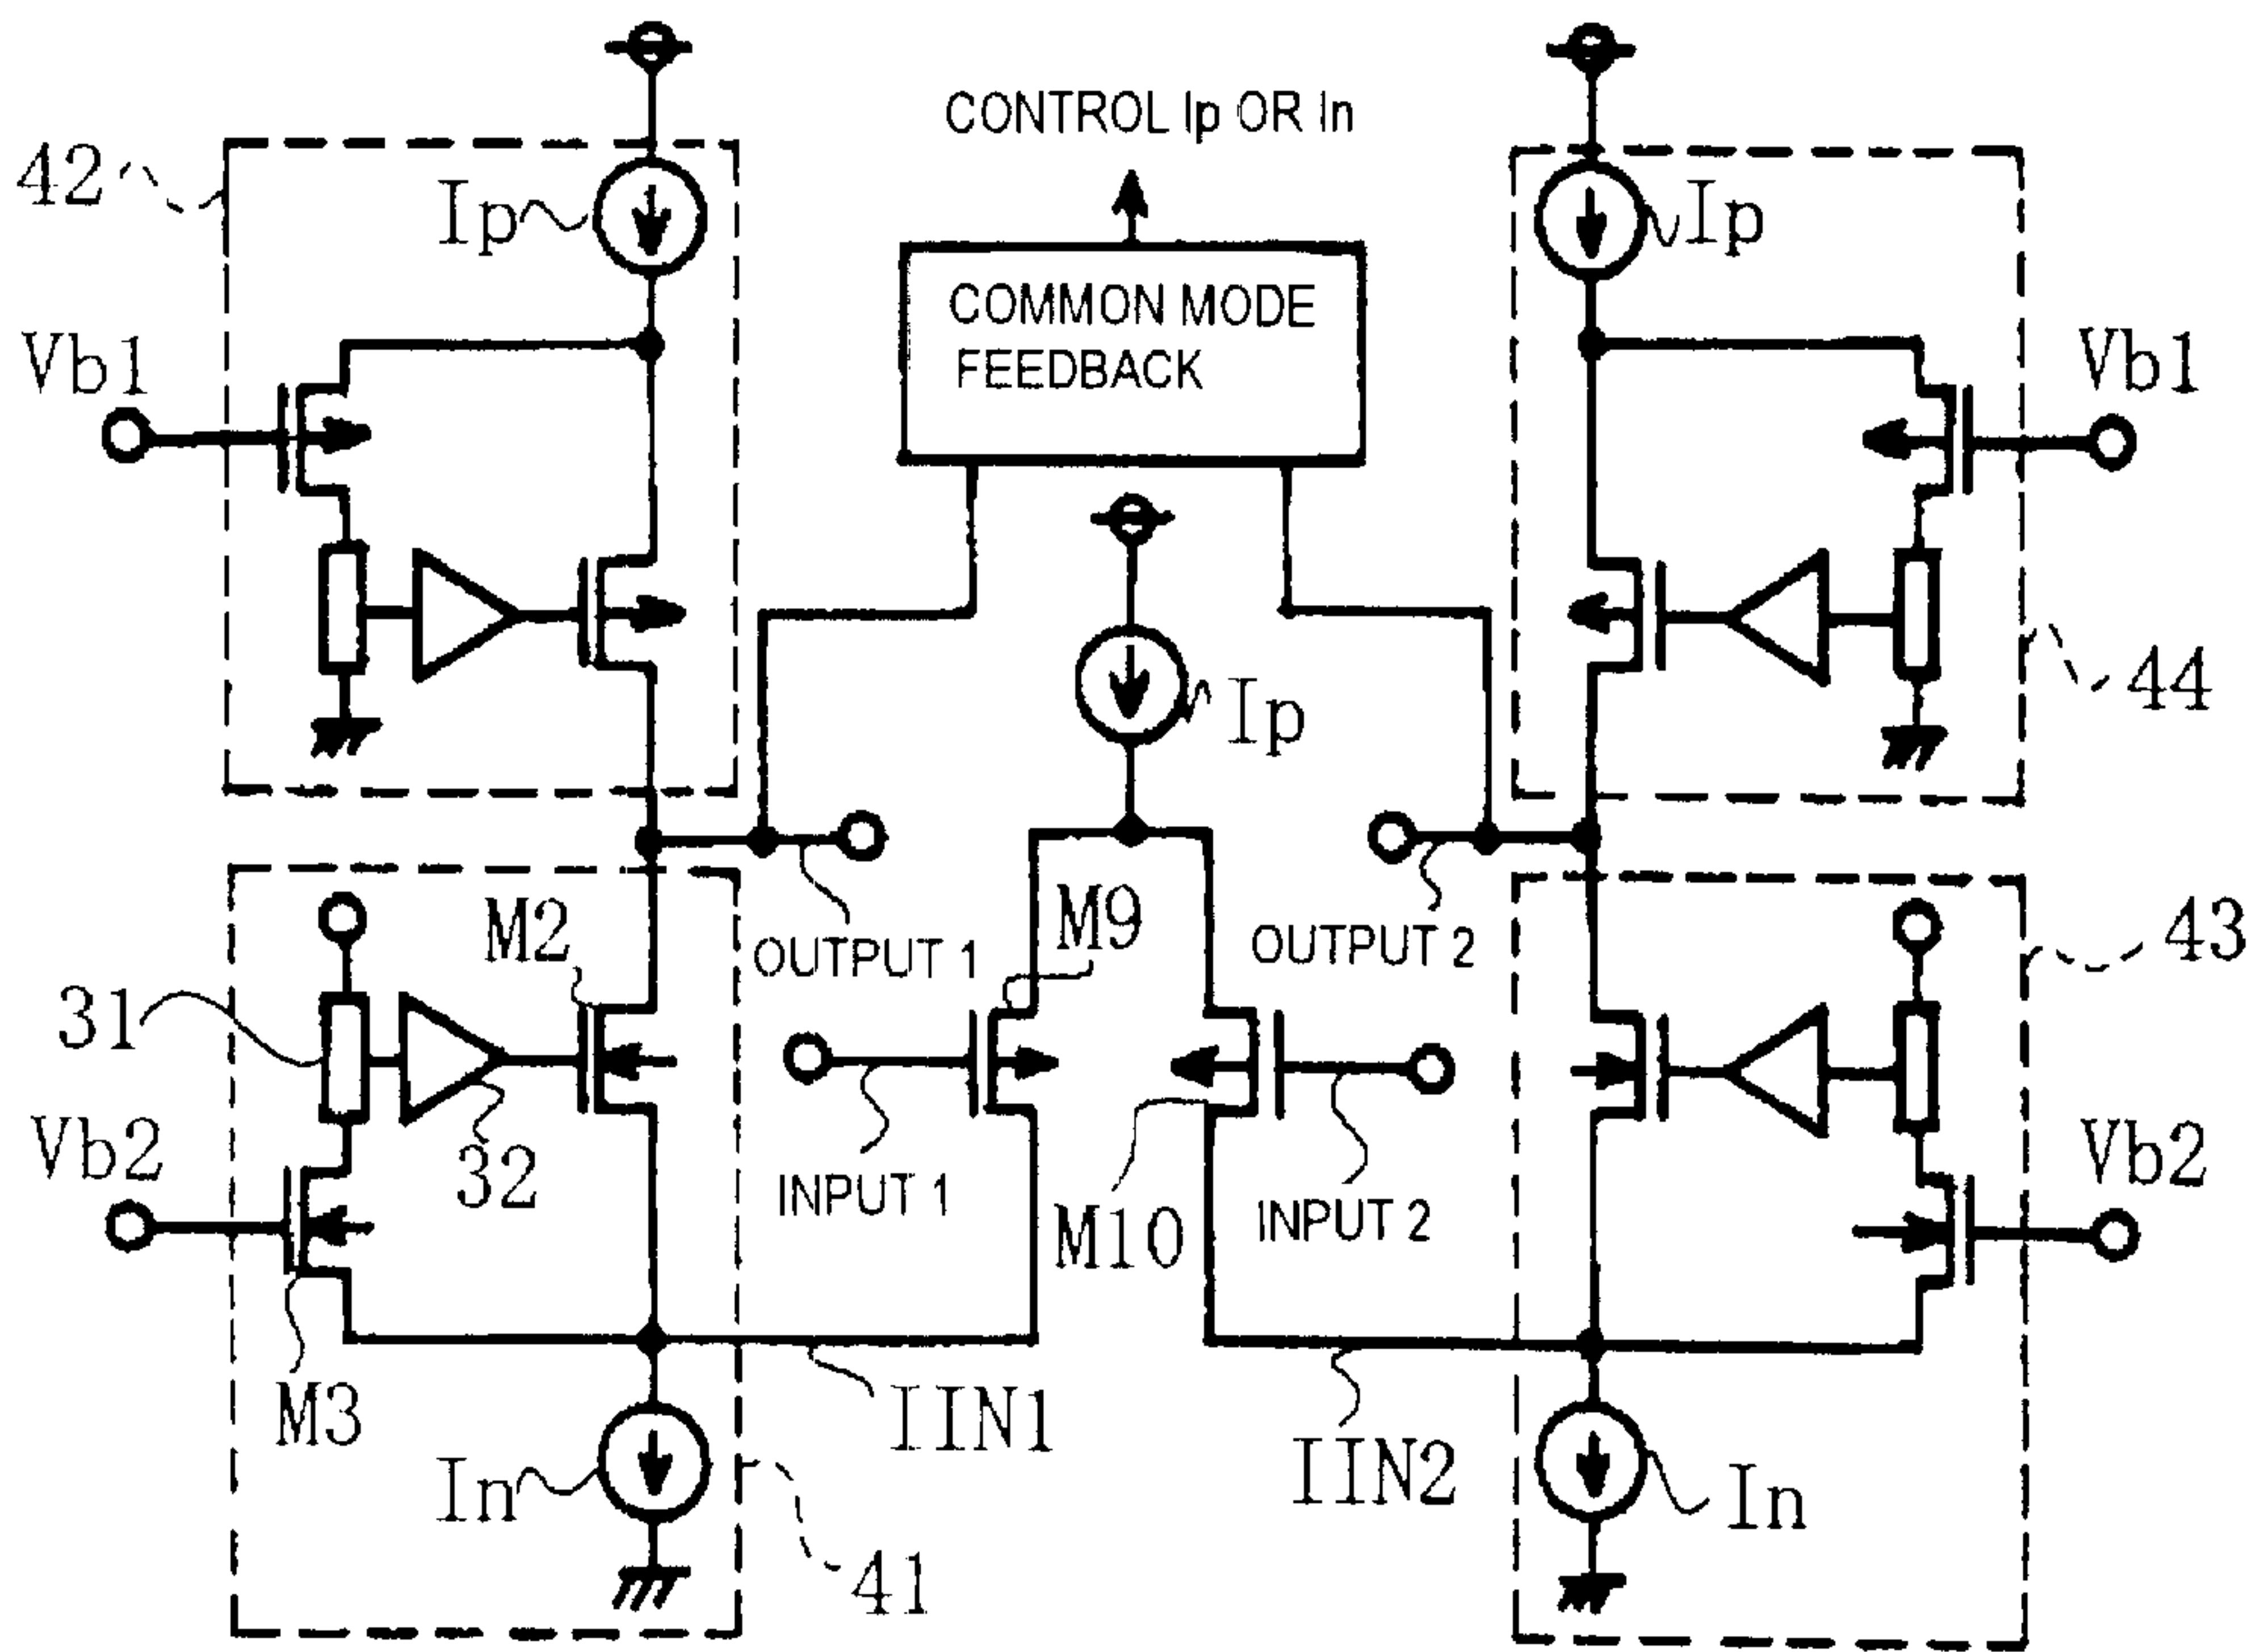 CONTROL Ip OR In
42
Ip
Ip
COMMON MODE
FEEDBACK
Vb1
Vb1
Ip
44
M2
M9
OUTPUT 1
OUTPUT 2
43
31
Vb2
32
INPUT 1
M10
INPUT 2
Vb2
M3
IIN1
IIN2
In
In
41